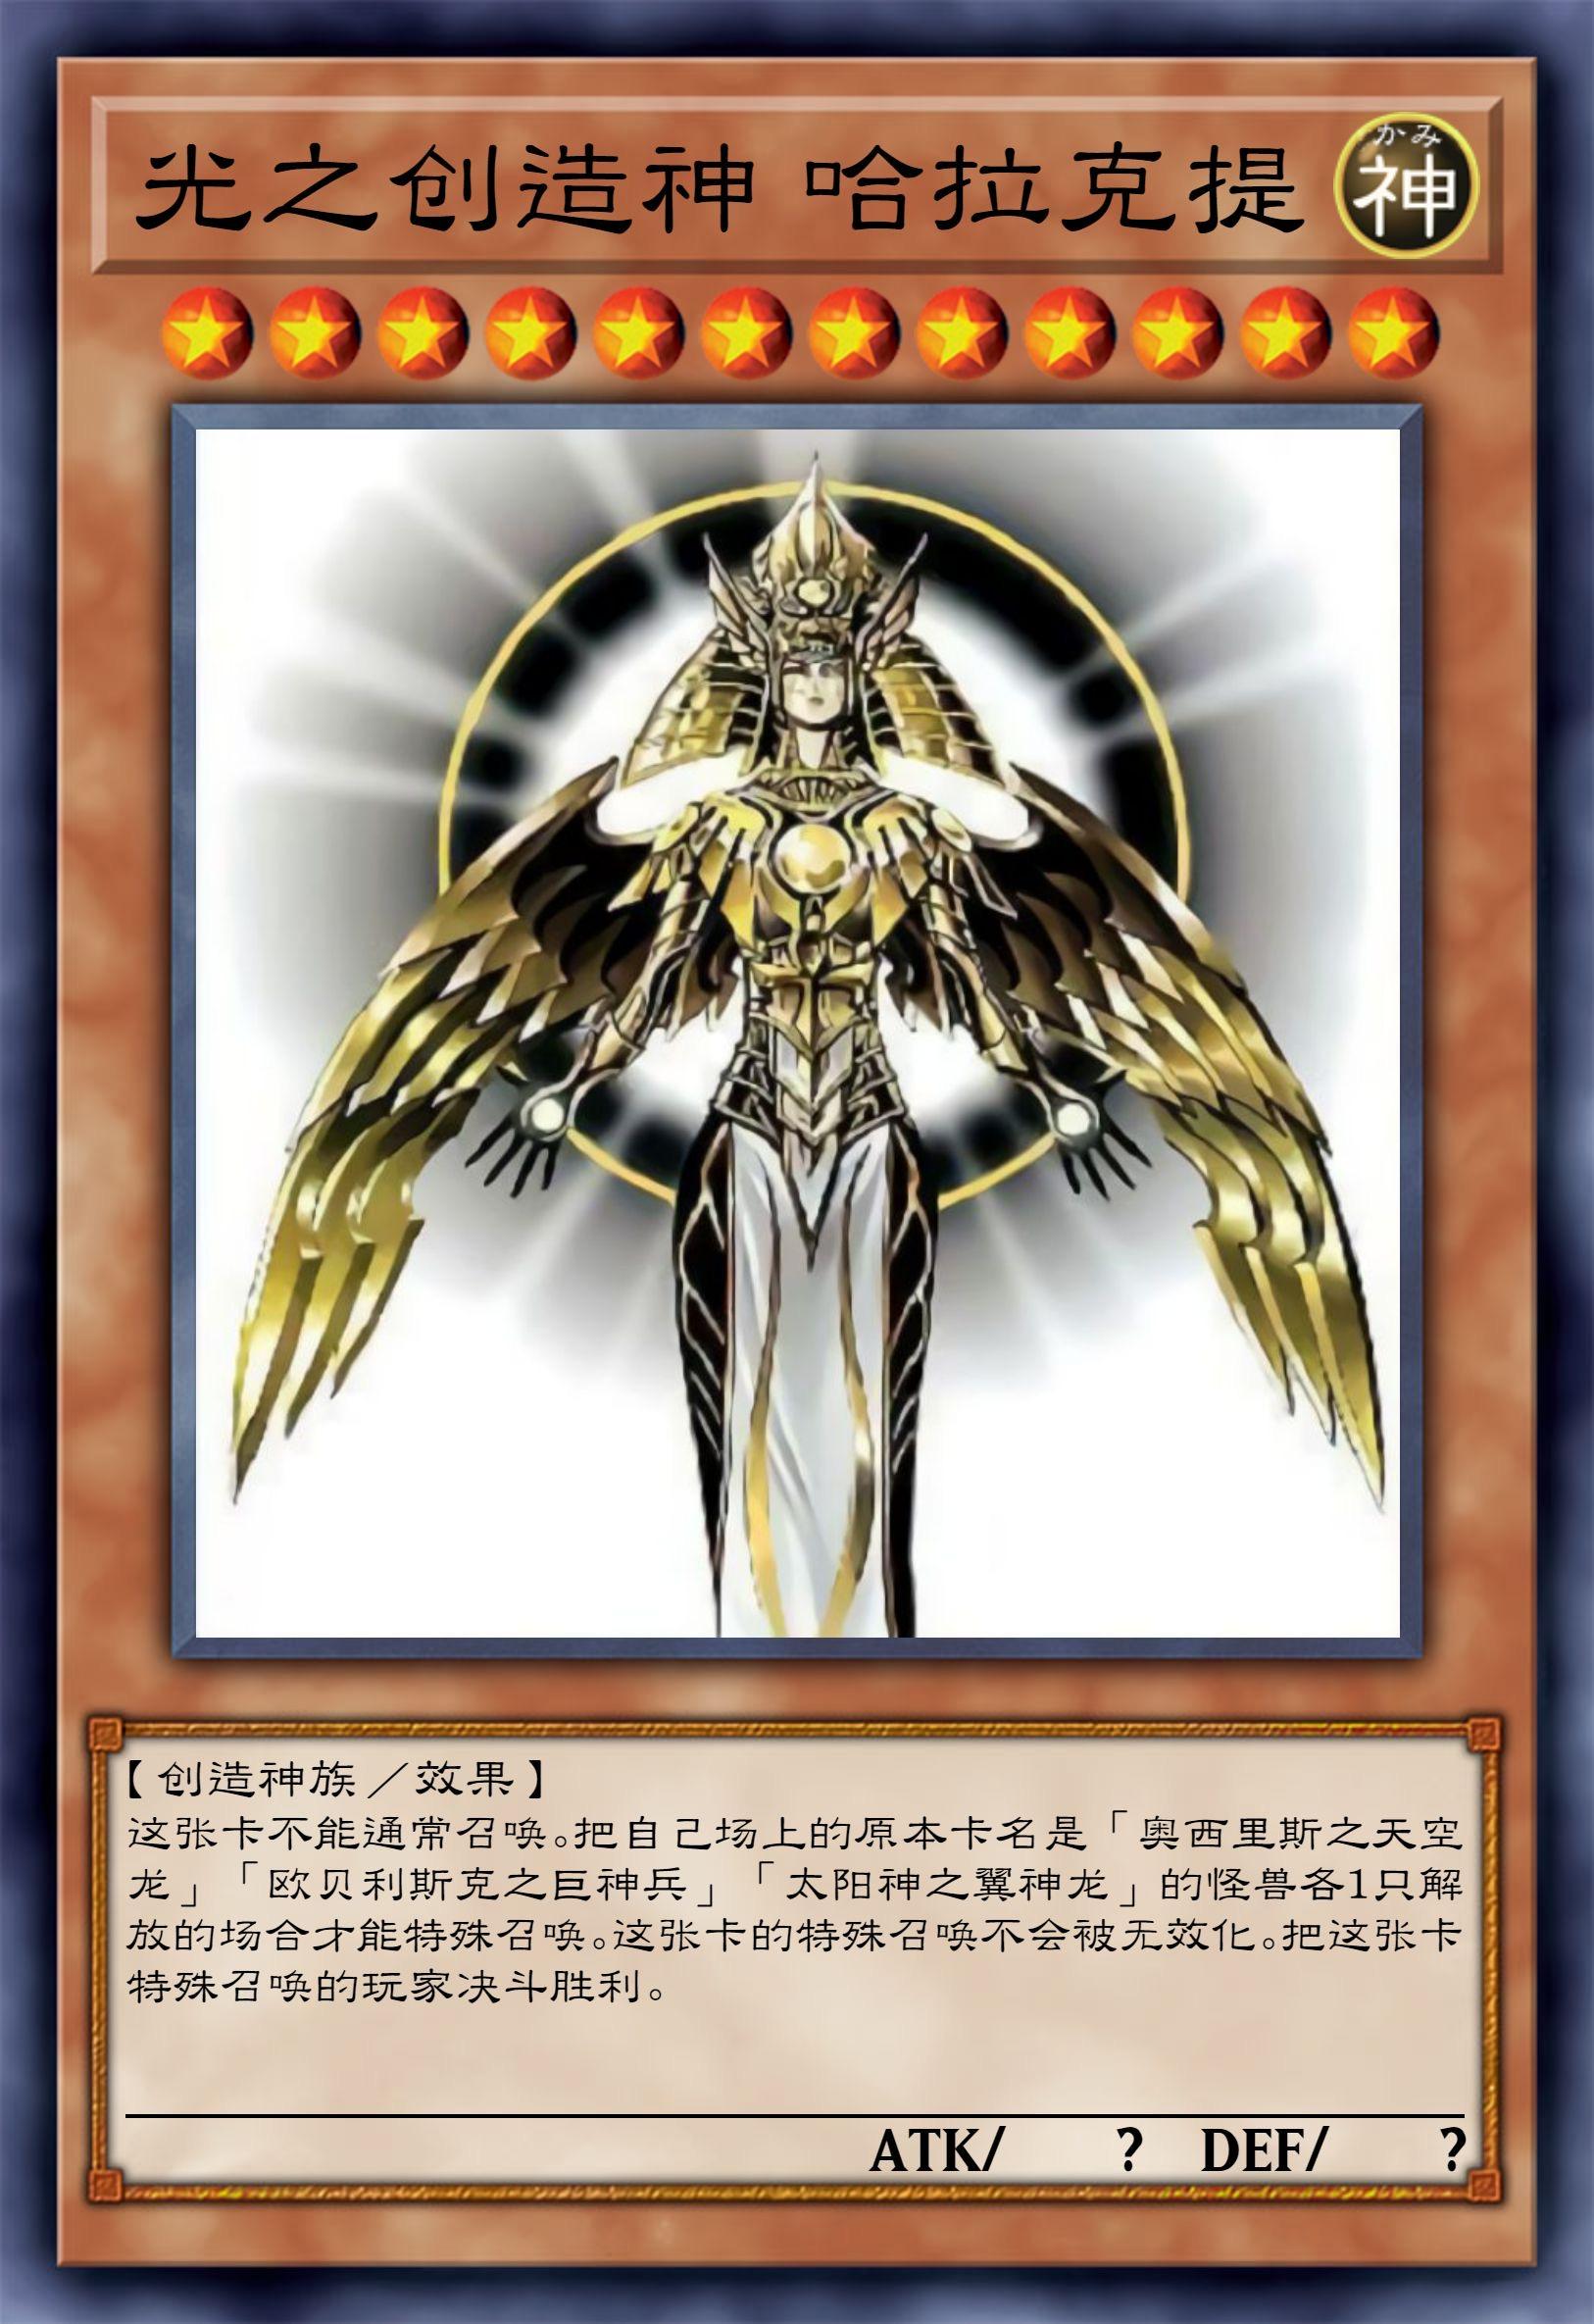 光之创造神 哈拉克提
かみ
神
【创造神族／效果】
这张卡不能通常召唤。把自己场上的原本卡名是「奥西里斯之天空
龙」「欧贝利斯克之巨神兵」「太阳神之翼神龙」的怪兽各1只解
放的场合才能特殊召唤。这张卡的特殊召唤不会被无效化。把这张卡
特殊召唤的玩家决斗胜利。
ATK/ ? DEF/ ?